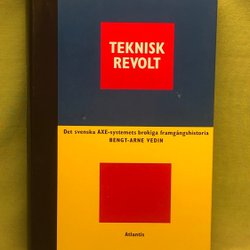 TEKNISK
REVOLT
Det svenska AXE-systemets brokiga framgångshistoria
BENGT-ARNE VEDIN
Atlantis